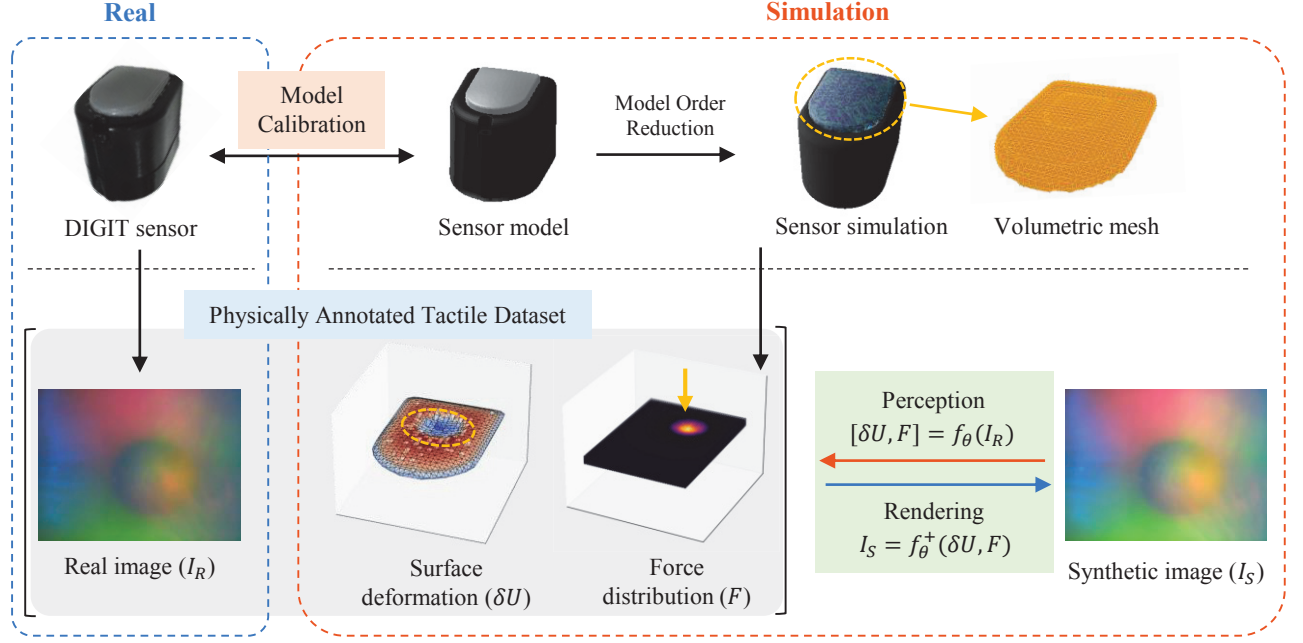 Real
Simulation
Model
Calibration
Model Order
Reduction
DIGIT sensor
Sensor model
Sensor simulation
Volumetric mesh
Physically Annotated Tactile Dataset
Perception
[δU, F] = f_θ(I_R)
Rendering
I_S = f_θ^+(δU, F)
Real image (I_R)
Surface
deformation (δU)
Force
distribution (F)
Synthetic image (I_S)